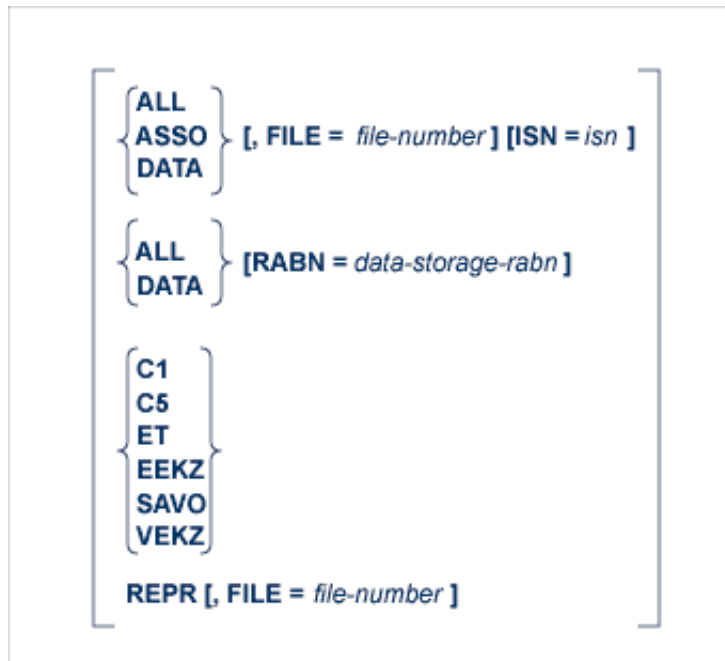 ALL
ASSO [, FILE = file-number ] [ISN = isn ]
DATA
ALL
DATA [RABN = data-storage-rabn ]
C1
C5
ET
EEKZ
SAVO
VEKZ
REPR [, FILE = file-number ]